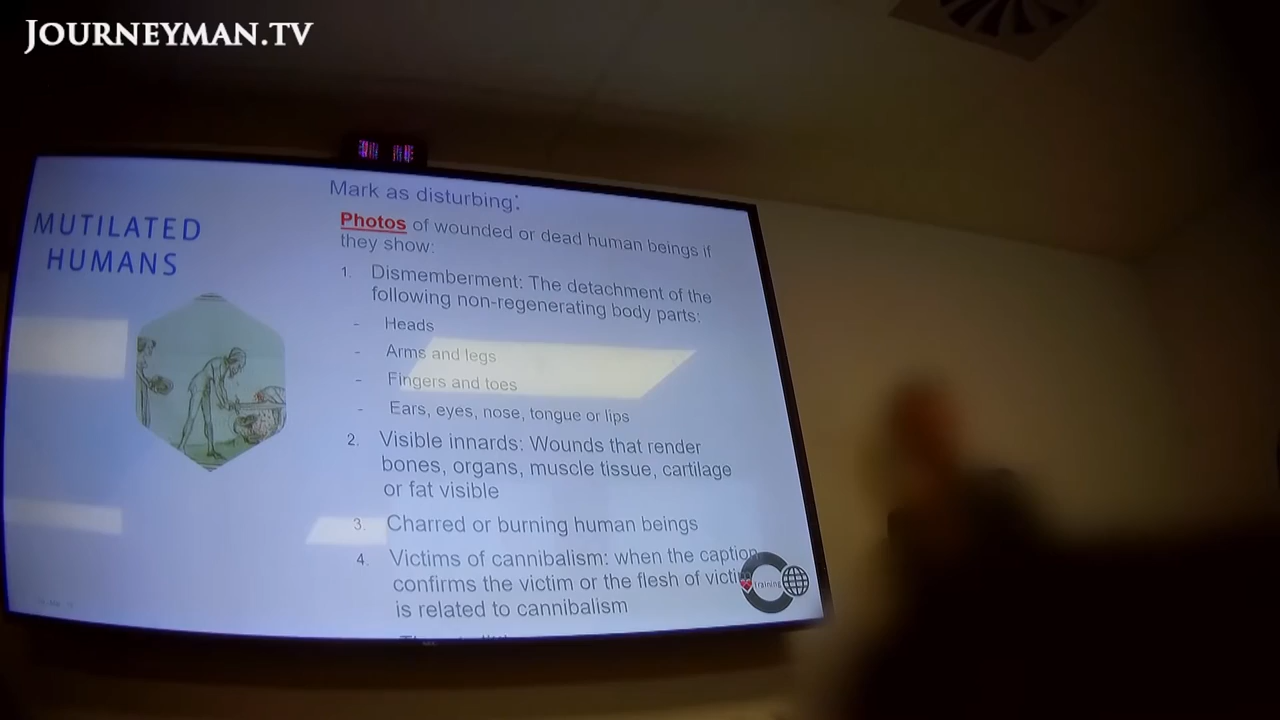 JOURNEYMAN.TV
MUTILATED
HUMANS
Mark as disturbing:
Photos of wounded or dead human beings if
they show:
1. Dismemberment: The detachment of the
following non-regenerating body parts:
- Heads
- Arms and legs
- Fingers and toes
- Ears, eyes, nose, tongue or lips
2. Visible innards: Wounds that render
bones, organs, muscle tissue, cartilage
or fat visible
3. Charred or burning human beings
4. Victims of cannibalism: when the caption
confirms the victim or the flesh of victim
is related to cannibalism
Training